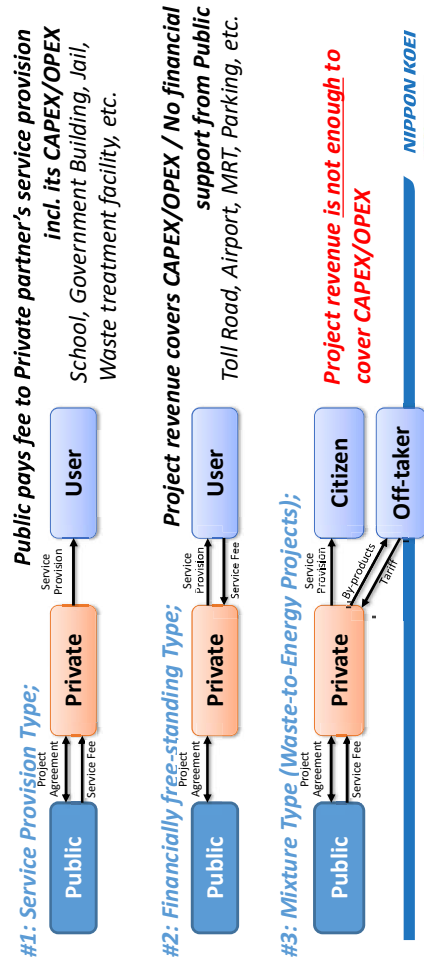 #1: Service Provision Type;
Public pays fee to Private partner's service provision
incl. its CAPEX/OPEX
School, Government Building, Jail,
Waste treatment facility, etc.
Public
Project
Agreement
Service Fee
Private
Service
Provision
User
#2: Financially free-standing Type;
Project revenue covers CAPEX/OPEX / No financial
support from Public
Toll Road, Airport, MRT, Parking, etc.
Public
Project
Agreement
Private
Service
Provision
Service Fee
User
#3: Mixture Type (Waste-to-Energy Projects);
Project revenue is not enough to
cover CAPEX/OPEX
Public
Project
Agreement
Service Fee
Private
Service
Provision
Citizen
By-products
Tariff
Off-taker
NIPPON KOEI